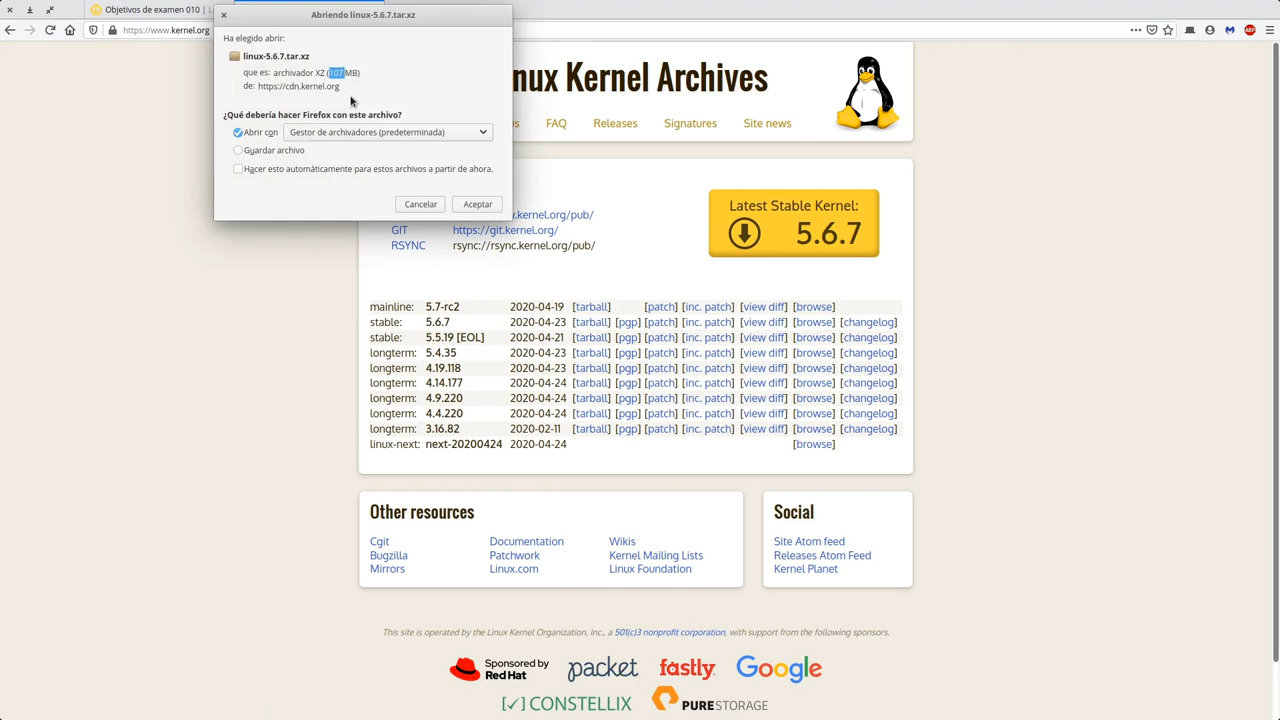 Objetivos de examen 010 |
https://www.kernel.org
ABP
Abriendo linux-5.6.7.tar.xz
Ha elegido abrir:
linux-5.6.7.tar.xz
que es: archivador XZ (107 MB)
de: https://cdn.kernel.org
¿Qué debería hacer Firefox con este archivo?
Abrir con Gestor de archivadores (predeterminada)
Guardar archivo
Hacer esto automáticamente para estos archivos a partir de ahora.
Cancelar Aceptar
nux Kernel Archives
s FAQ Releases Signatures Site news
w.kernel.org/pub/
GIT https://git.kernel.org/
RSYNC rsync://rsync.kernel.org/pub/
Latest Stable Kernel:
5.6.7
mainline: 5.7-rc2 2020-04-19 [tarball] [patch] [inc. patch] [view diff] [browse]
stable: 5.6.7 2020-04-23 [tarball] [pgp] [patch] [inc. patch] [view diff] [browse] [changelog]
stable: 5.5.19 [EOL] 2020-04-21 [tarball] [pgp] [patch] [inc. patch] [view diff] [browse] [changelog]
longterm: 5.4.35 2020-04-23 [tarball] [pgp] [patch] [inc. patch] [view diff] [browse] [changelog]
longterm: 4.19.118 2020-04-23 [tarball] [pgp] [patch] [inc. patch] [view diff] [browse] [changelog]
longterm: 4.14.177 2020-04-24 [tarball] [pgp] [patch] [inc. patch] [view diff] [browse] [changelog]
longterm: 4.9.220 2020-04-24 [tarball] [pgp] [patch] [inc. patch] [view diff] [browse] [changelog]
longterm: 4.4.220 2020-04-24 [tarball] [pgp] [patch] [inc. patch] [view diff] [browse] [changelog]
longterm: 3.16.82 2020-02-11 [tarball] [pgp] [patch] [inc. patch] [view diff] [browse] [changelog]
linux-next: next-20200424 2020-04-24 [browse]
Other resources
Cgit Documentation Wikis
Bugzilla Patchwork Kernel Mailing Lists
Mirrors Linux.com Linux Foundation
Social
Site Atom feed
Releases Atom Feed
Kernel Planet
This site is operated by the Linux Kernel Organization, Inc., a 501(c)3 nonprofit corporation, with support from the following sponsors.
Sponsored by
Red Hat
packet
fastly
Google
CONSTELLIX
PURESTORAGE